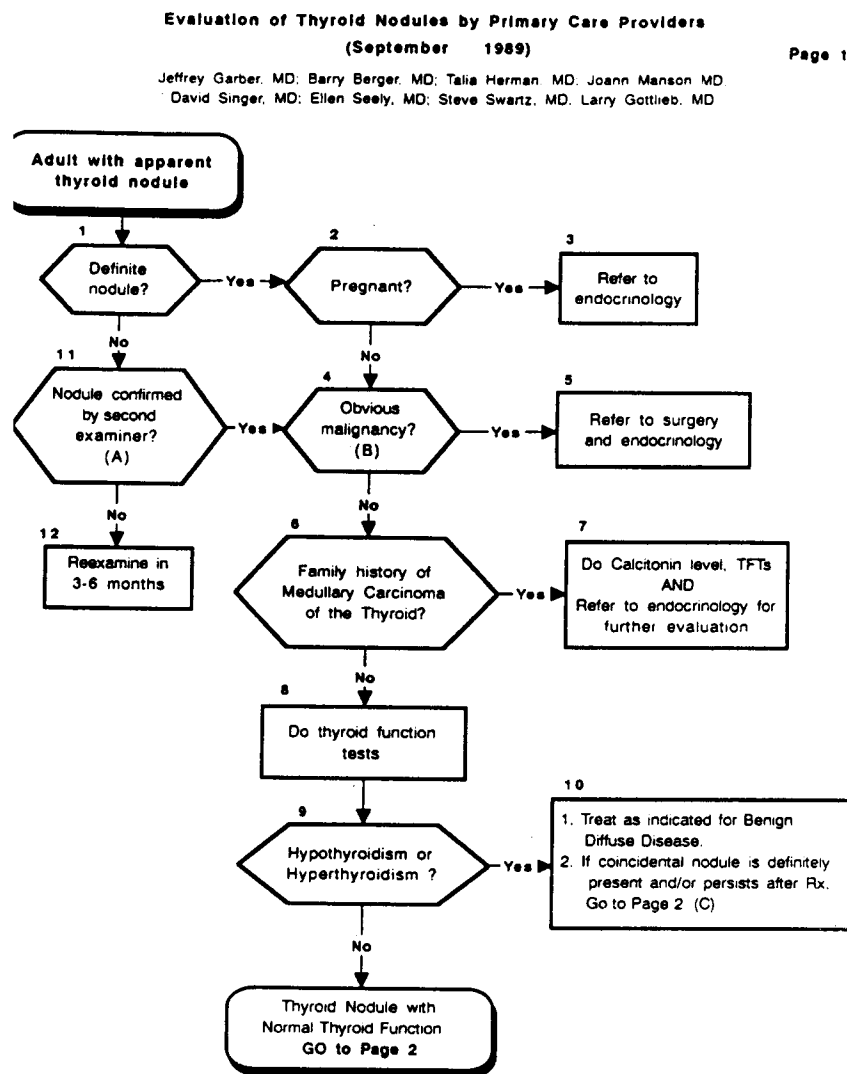 Evaluation of Thyroid Nodules by Primary Care Providers
(September 1989)
Page 1
Jeffrey Garber, MD; Barry Berger, MD; Talia Herman, MD; Joann Manson MD
David Singer, MD; Ellen Seely, MD; Steve Swartz, MD, Larry Gottlieb, MD
Adult with apparent
thyroid nodule
1
Definite
nodule?
Yes
2
Pregnant?
Yes
3
Refer to
endocrinology
No
No
11
Nodule confirmed
by second
examiner?
(A)
Yes
4
Obvious
malignancy?
(B)
Yes
5
Refer to surgery
and endocrinology
No
No
12
Reexamine in
3-6 months
6
Family history of
Medullary Carcinoma
of the Thyroid?
Yes
7
Do Calcitonin level, TFTs
AND
Refer to endocrinology for
further evaluation
No
8
Do thyroid function
tests
9
Hypothyroidism or
Hyperthyroidism ?
Yes
10
1. Treat as indicated for Benign
Diffuse Disease.
2. If coincidental nodule is definitely
present and/or persists after Rx.
Go to Page 2 (C)
No
Thyroid Nodule with
Normal Thyroid Function
GO to Page 2